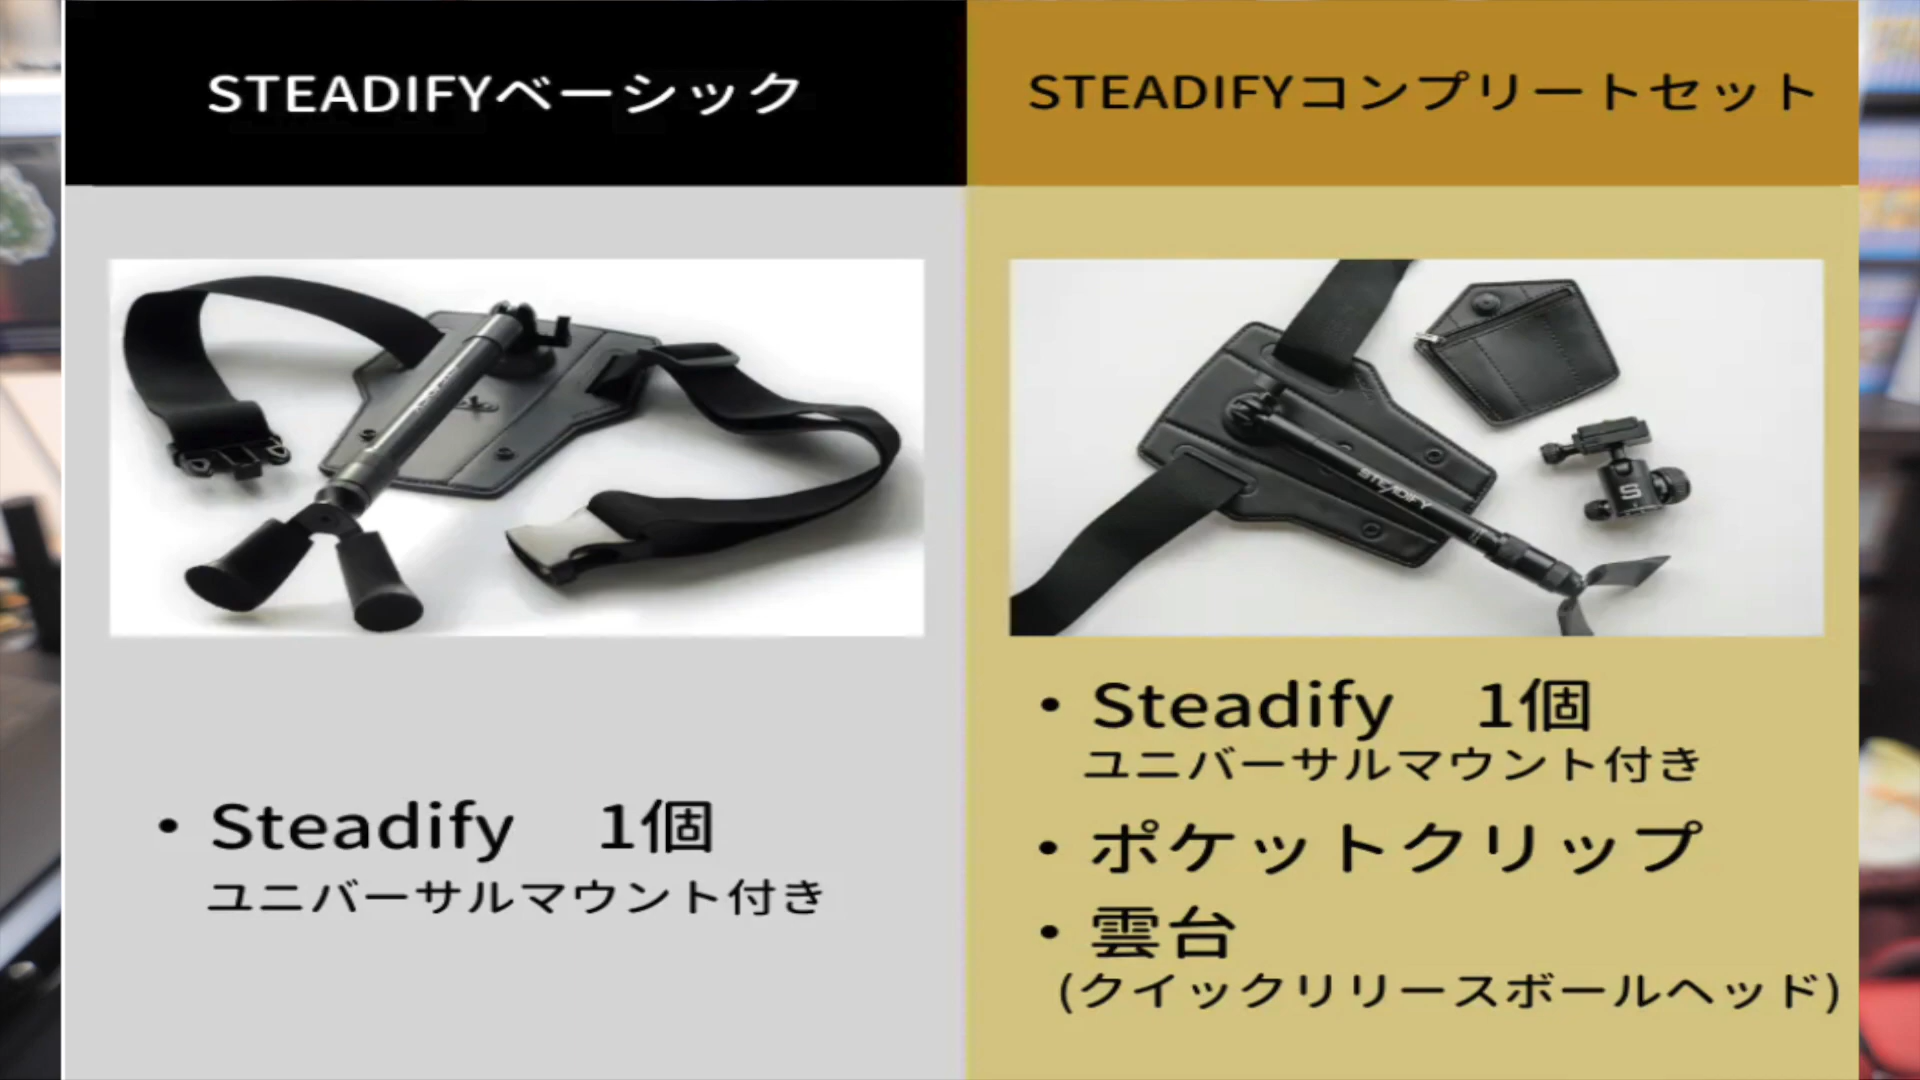 STEADIFYベーシック
STEADIFYコンプリートセット
STEADIFY
S
・Steadify　1個
ユニバーサルマウント付き
・Steadify　1個
ユニバーサルマウント付き
・ポケットクリップ
・雲台
(クイックリリースボールヘッド)